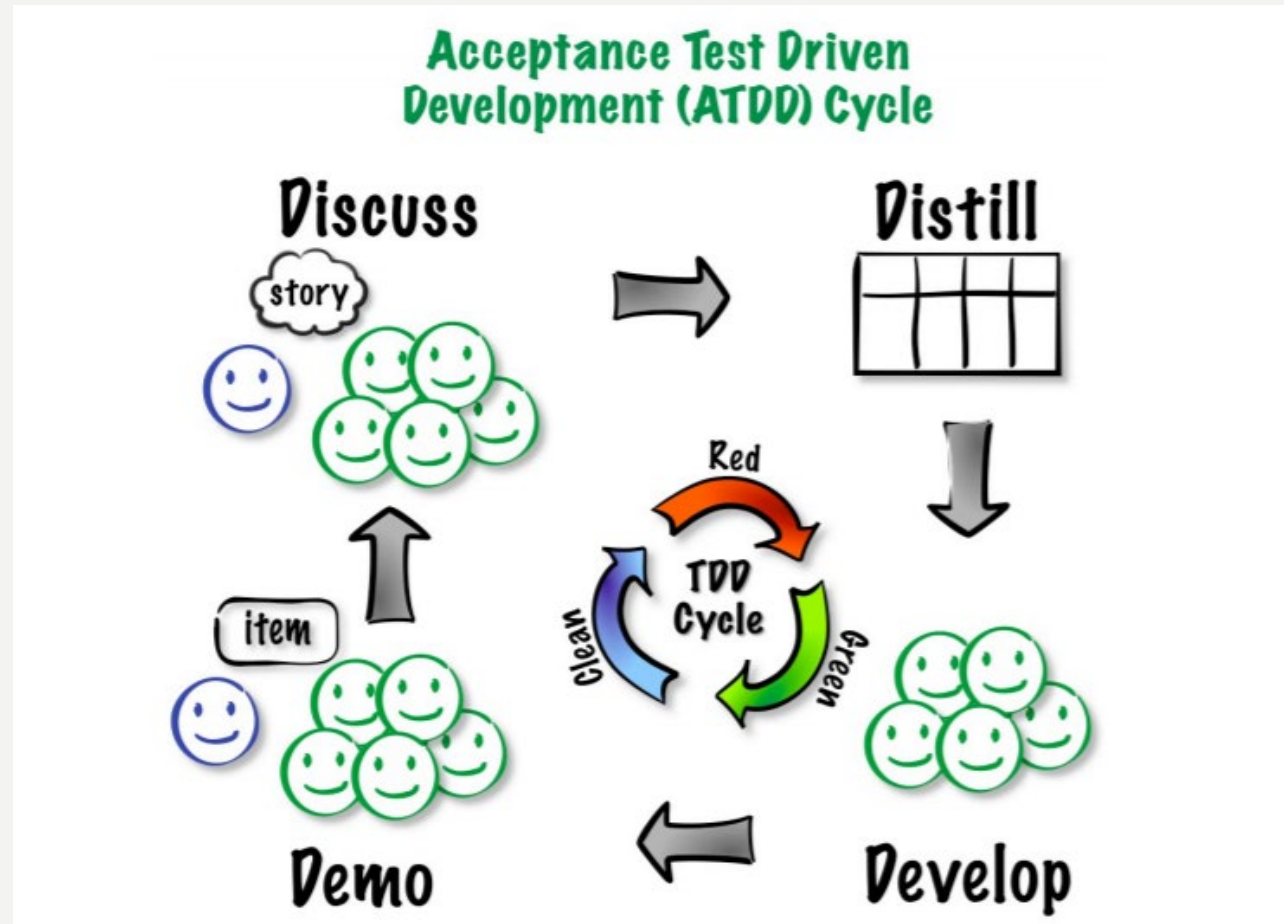 Acceptance Test Driven
Development (ATDD) Cycle
Discuss
Distill
story
Red
TDD
Cycle
Clean
Green
item
Demo
Develop